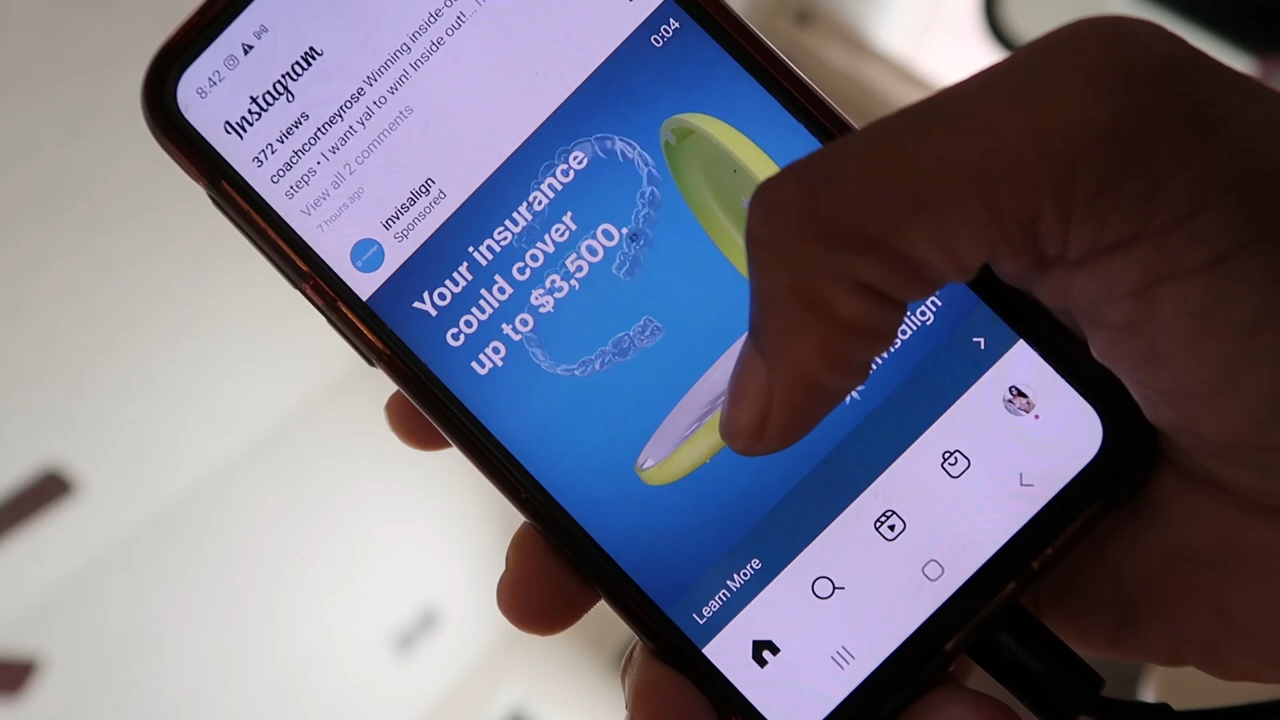 8:42
Instagram
372 views
coachcortneyrose Winning inside-ou
steps • I want yal to win! Inside out!...
View all 2 comments
7 hours ago
invisalign
Sponsored
0:04
Your insurance
could cover
up to $3,500.
invisalign
Learn More